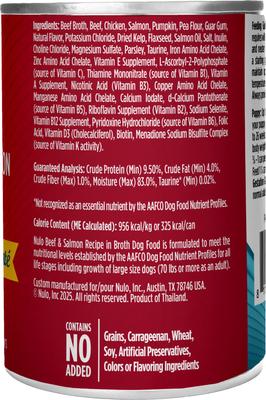 Ingredients: Beef Broth, Beef, Chicken, Salmon, Pumpkin, Pea Flour, Guar Gum,
Natural Flavor, Potassium Chloride, Dried Kelp, Flaxseed, Salmon Oil, Salt, Inulin,
Choline Chloride, Magnesium Sulfate, Parsley, Taurine, Iron Amino Acid Chelate,
Zinc Amino Acid Chelate, Vitamin E Supplement, L-Ascorbyl-2-Polyphosphate
(source of Vitamin C), Thiamine Mononitrate (source of Vitamin B1), Vitamin
A Supplement, Nicotinic Acid (Vitamin B3), Copper Amino Acid Chelate,
Manganese Amino Acid Chelate, Calcium Iodate, d-Calcium Pantothenate
(source of Vitamin B5), Riboflavin Supplement (Vitamin B2), Sodium Selenite,
Vitamin B12 Supplement, Pyridoxine Hydrochloride (source of Vitamin B6), Folic
Acid, Vitamin D3 (Cholecalciferol), Biotin, Menadione Sodium Bisulfite Complex
(source of Vitamin K activity).
Guaranteed Analysis: Crude Protein (Min) 9.50%, Crude Fat (Min) 4.0%,
Crude Fiber (Max) 1.0%, Moisture (Max) 83.0%, Taurine* (Min) 0.02%.
*Not recognized as an essential nutrient by the AAFCO Dog Food Nutrient Profiles.
Calorie Content (ME Calculated): 956 kcal/kg or 325 kcal/can
Nulo Beef & Salmon Recipe in Broth Dog Food is formulated to meet the
nutritional levels established by the AAFCO Dog Food Nutrient Profiles for all
life stages including growth of large size dogs (70 lbs or more as an adult).
Custom manufactured for/pour Nulo, Inc., Austin, TX 78746 USA.
© Nulo, Inc 2025. All rights reserved. Product of Thailand.
CONTAINS
NO
ADDED
Grains, Carrageenan, Wheat,
Soy, Artificial Preservatives,
Colors or Flavoring Ingredients